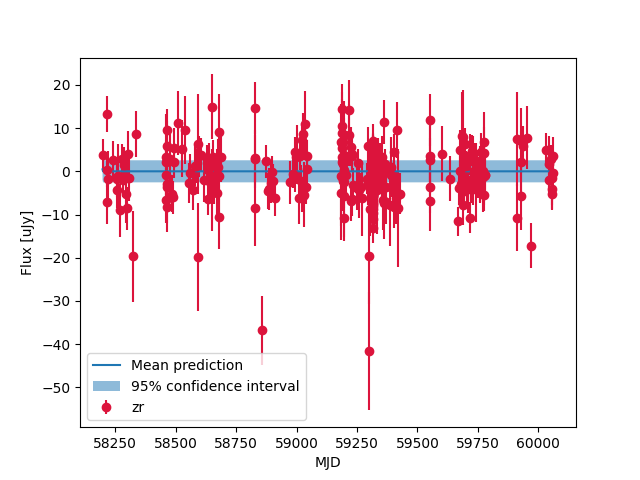 20
10
0
−10
−20
−30
−40
−50
Flux [uJy]
Mean prediction
95% confidence interval
zr
58250 58500 58750 59000 59250 59500 59750 60000
MJD